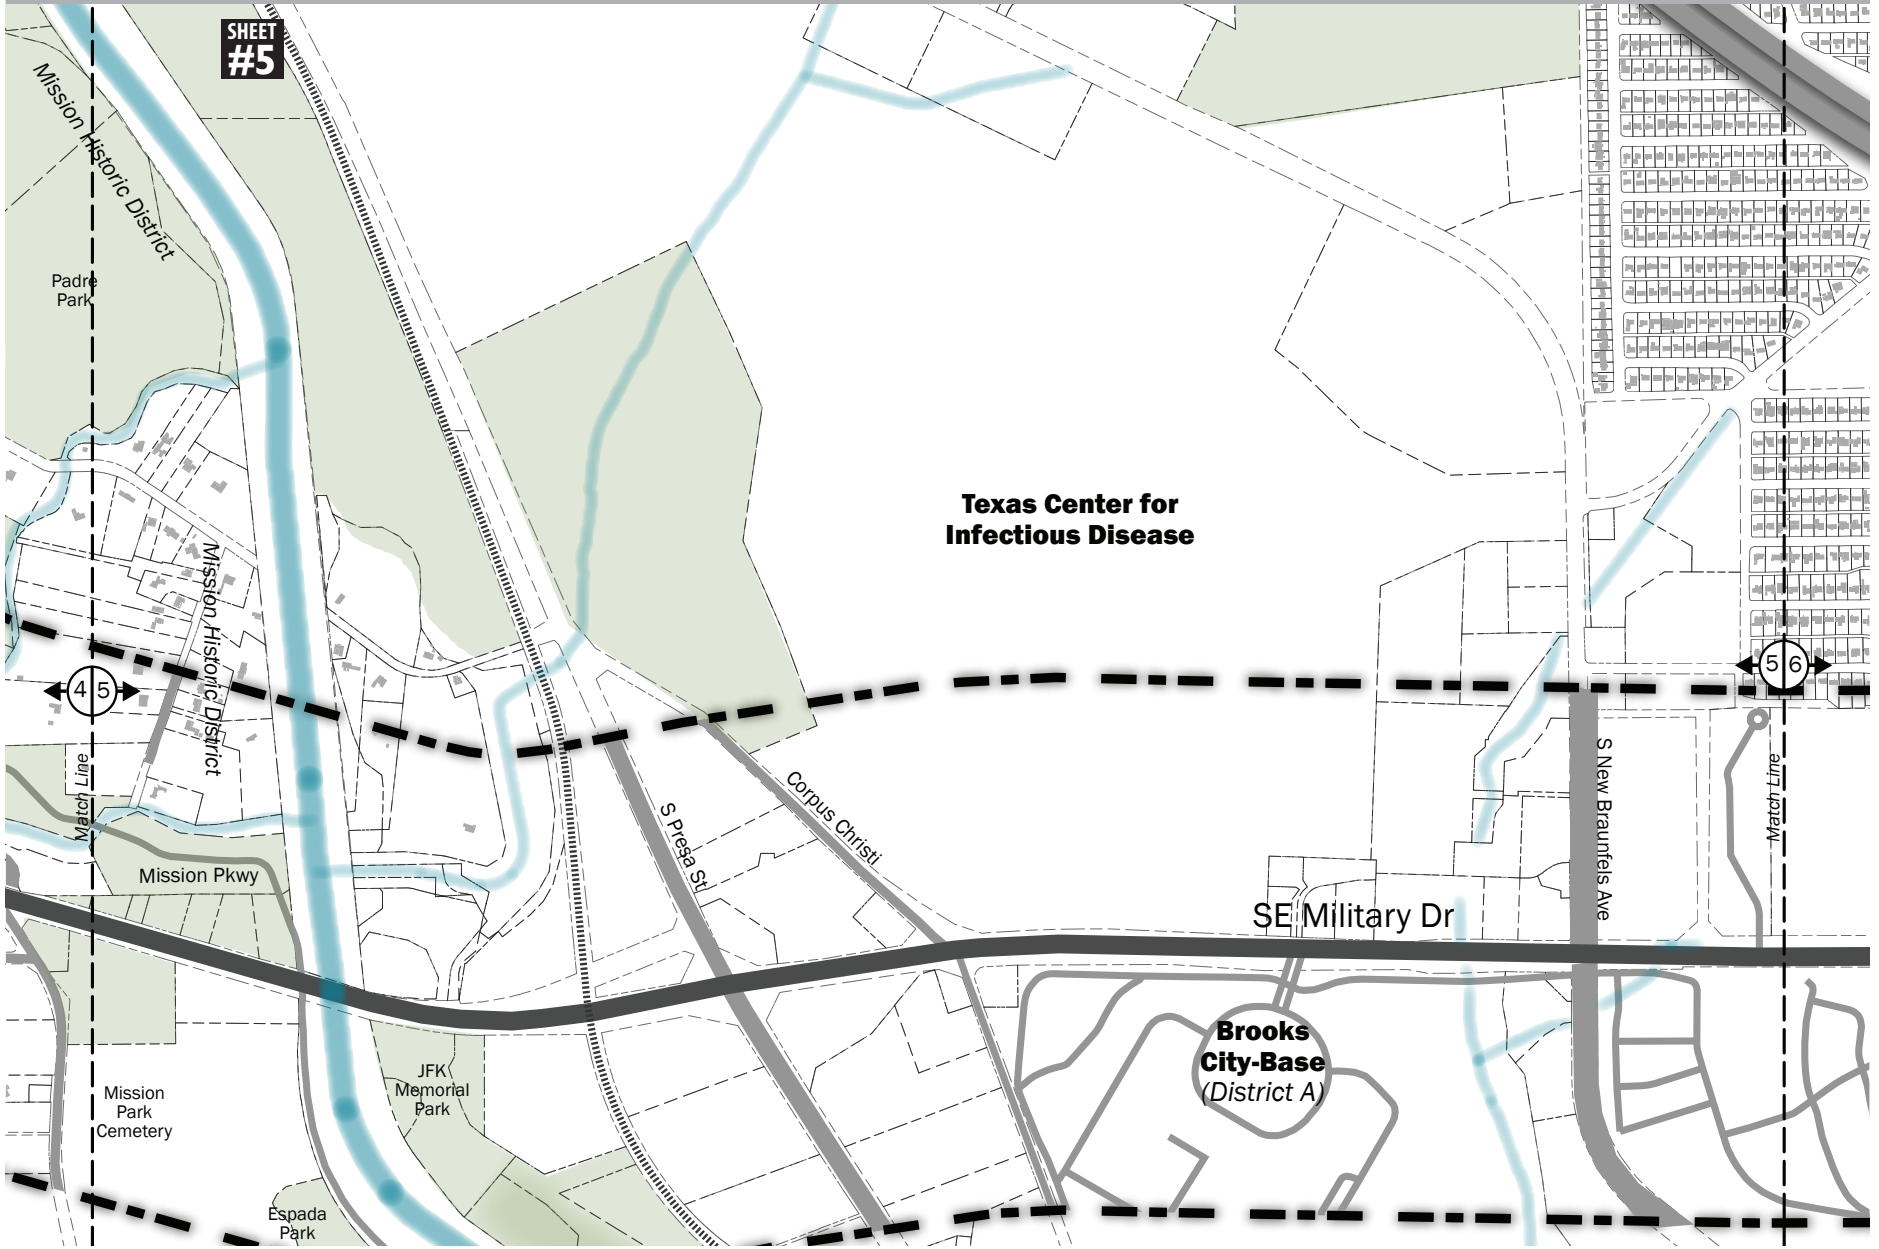 SHEET
#5
Mission Historic District
Padre
Park
Texas Center for
Infectious Disease
Mission Historic District
4 5
5 6
Match Line
S Presa St
Corpus Christi
S New Braunfels Ave
Match Line
Mission Pkwy
SE Military Dr
Brooks
City-Base
(District A)
JFK
Memorial
Park
Mission
Park
Cemetery
Espada
Park